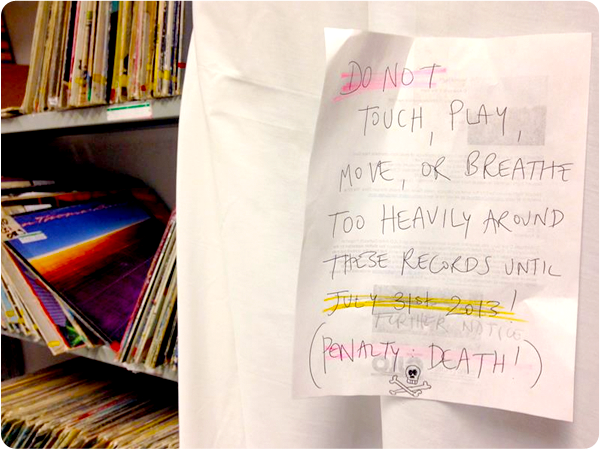 DO NOT
TOUCH, PLAY,
MOVE, OR BREATHE
TOO HEAVILY AROUND
THESE RECORDS UNTIL
JULY 31st 2013!
FURTHER NOTICE
(PENALTY: DEATH!)